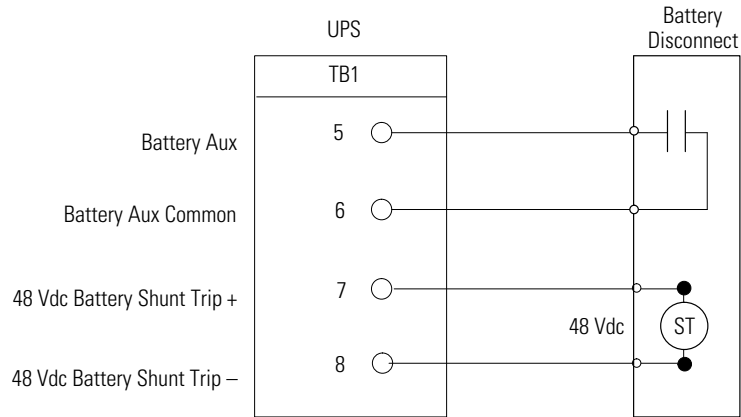 UPS
Battery
Disconnect
TB1
Battery Aux
5
Battery Aux Common
6
48 Vdc Battery Shunt Trip +
7
48 Vdc
ST
48 Vdc Battery Shunt Trip –
8